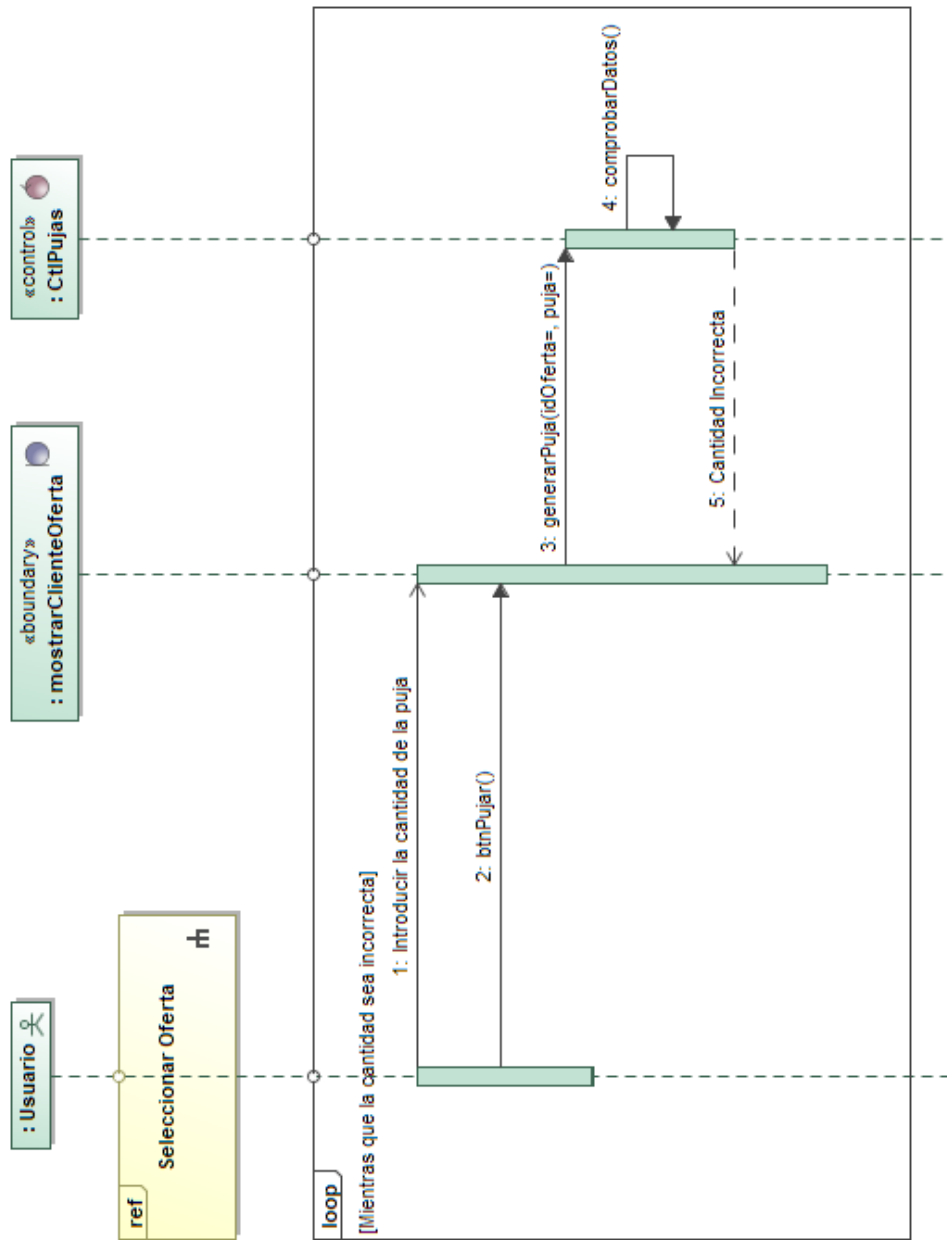 : Usuario
«boundary»
: mostrarClienteOferta
«control»
: CtlPujas
ref
Seleccionar Oferta
loop
[Mientras que la cantidad sea incorrecta]
1: Introducir la cantidad de la puja
2: btnPujar()
3: generarPuja(idOferta=, puja=)
4: comprobarDatos()
5: Cantidad Incorrecta